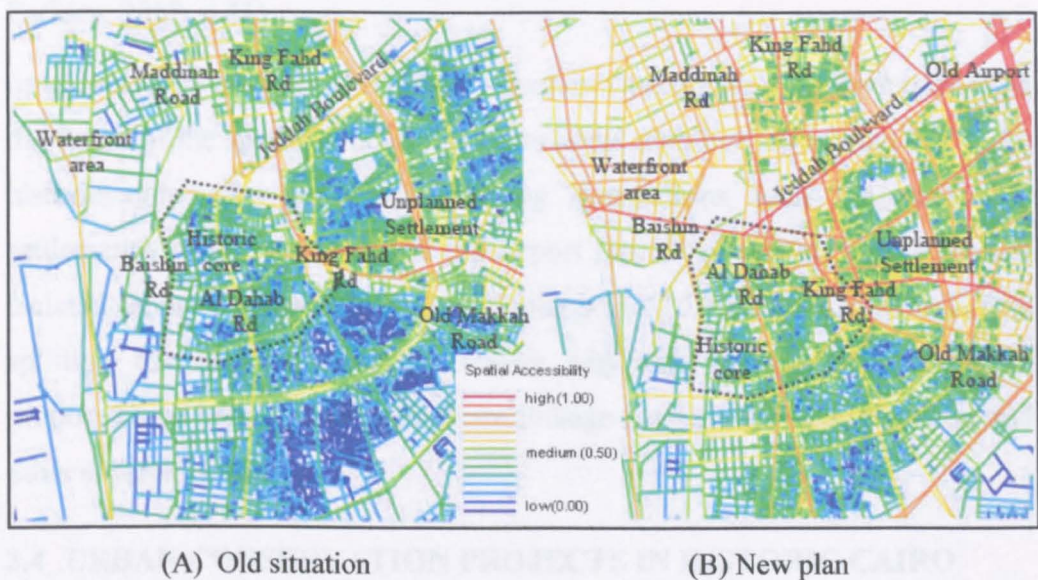 King Fahd
Rd
Maddinah
Road
Jeddah Boulevard
Waterfront
area
Unplanned
Settlement
Historic
core
Baishin
Rd
King Fahd
Rd
Al Dahab
Rd
Old Makkah
Road
Spatial Accessibility
high(1.00)
medium (0.50)
low(0.00)
King Fahd
Rd
Old Airport
Maddinah
Rd
Jeddah Boulevard
Waterfront
area
Baishin
Rd
Unplanned
Settlement
Al Dahab
Rd
King Fahd
Rd
Historic
core
Old Makkah
Road
(A) Old situation
(B) New plan